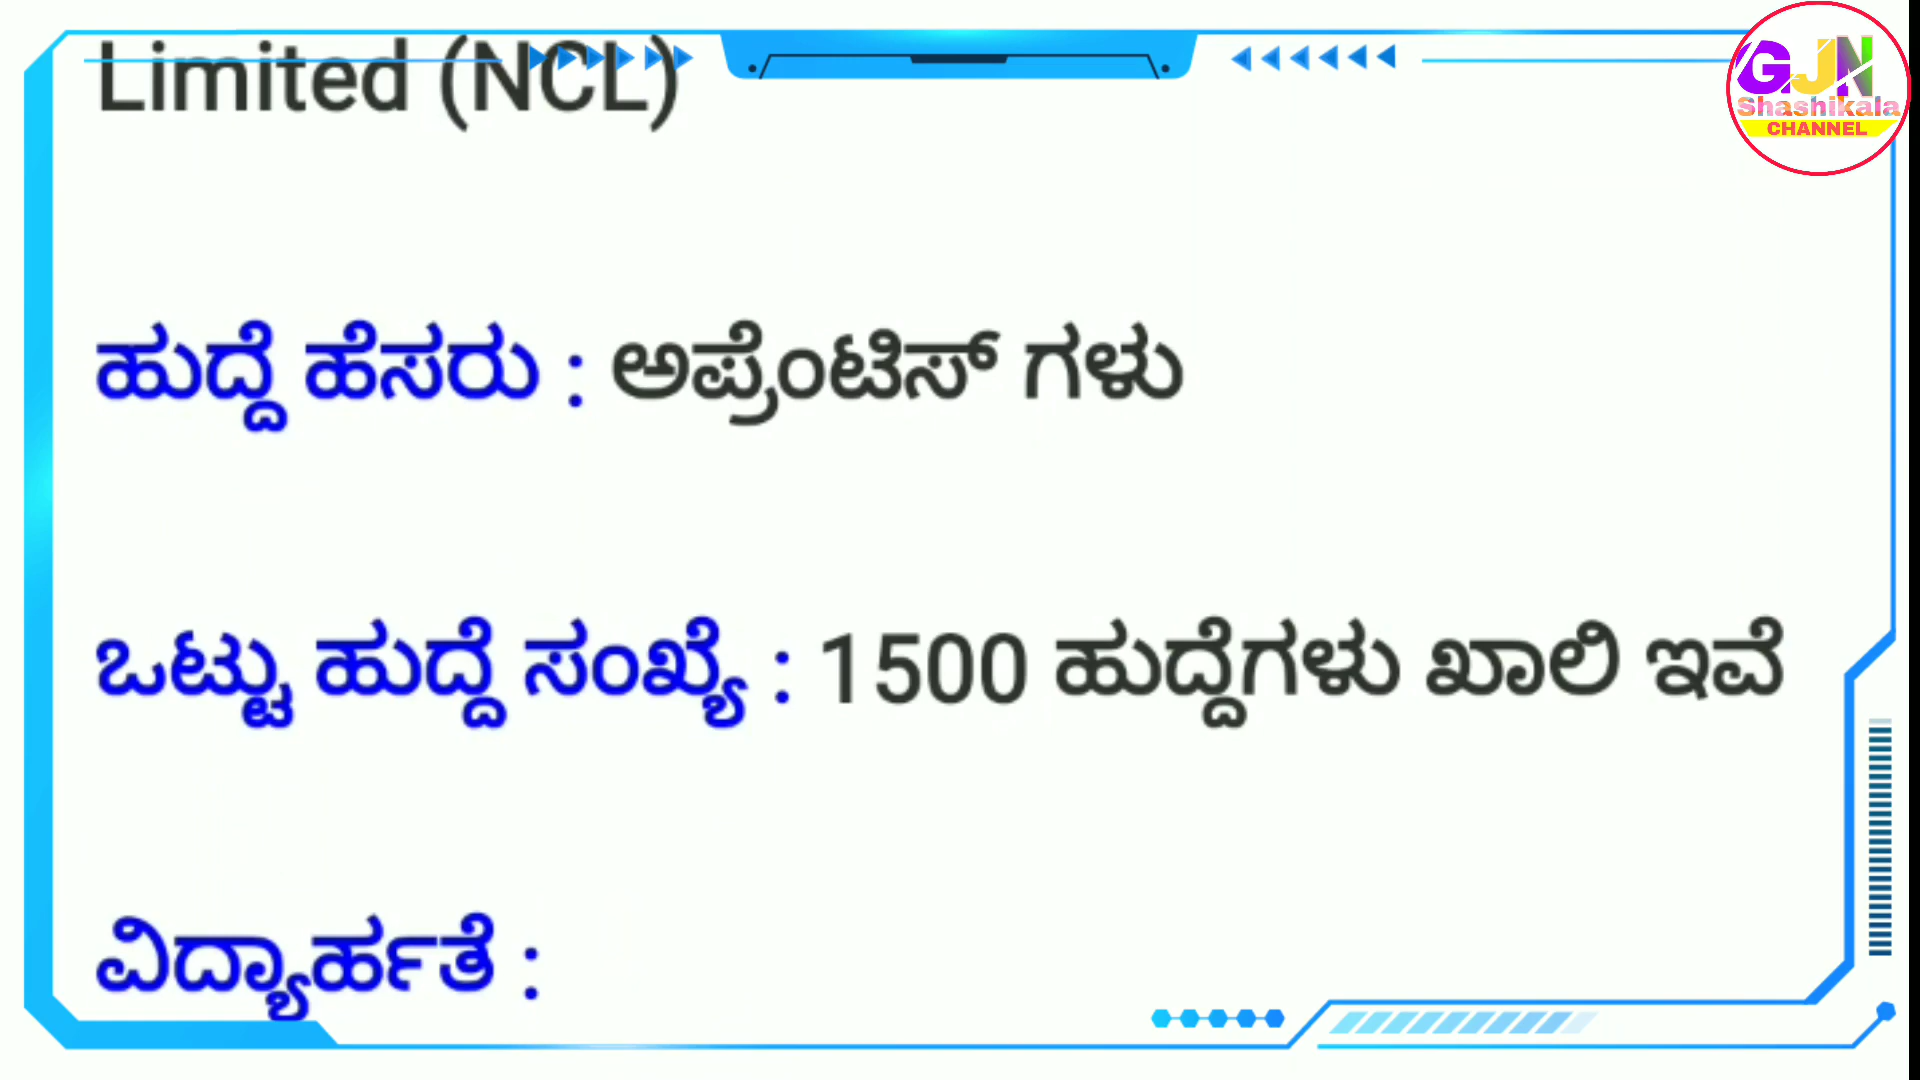 Limited (NCL)
GJN
Shashikala
CHANNEL
ಹುದ್ದೆ ಹೆಸರು : ಅಪ್ರೆಂಟಿಸ್ ಗಳು
ಒಟ್ಟು ಹುದ್ದೆ ಸಂಖ್ಯೆ : 1500 ಹುದ್ದೆಗಳು ಖಾಲಿ ಇವೆ
ವಿದ್ಯಾರ್ಹತೆ :